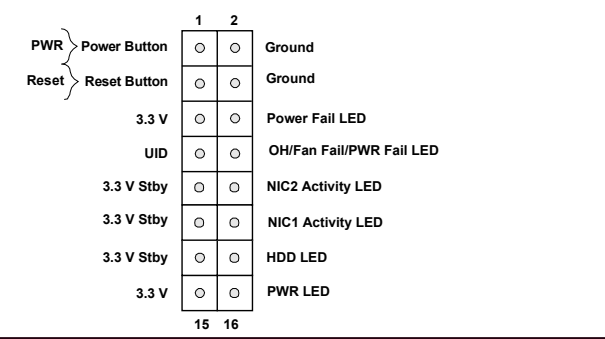 1 2
PWR Power Button Ground
Reset Reset Button Ground
3.3 V Power Fail LED
UID OH/Fan Fail/PWR Fail LED
3.3 V Stby NIC2 Activity LED
3.3 V Stby NIC1 Activity LED
3.3 V Stby HDD LED
3.3 V PWR LED
15 16